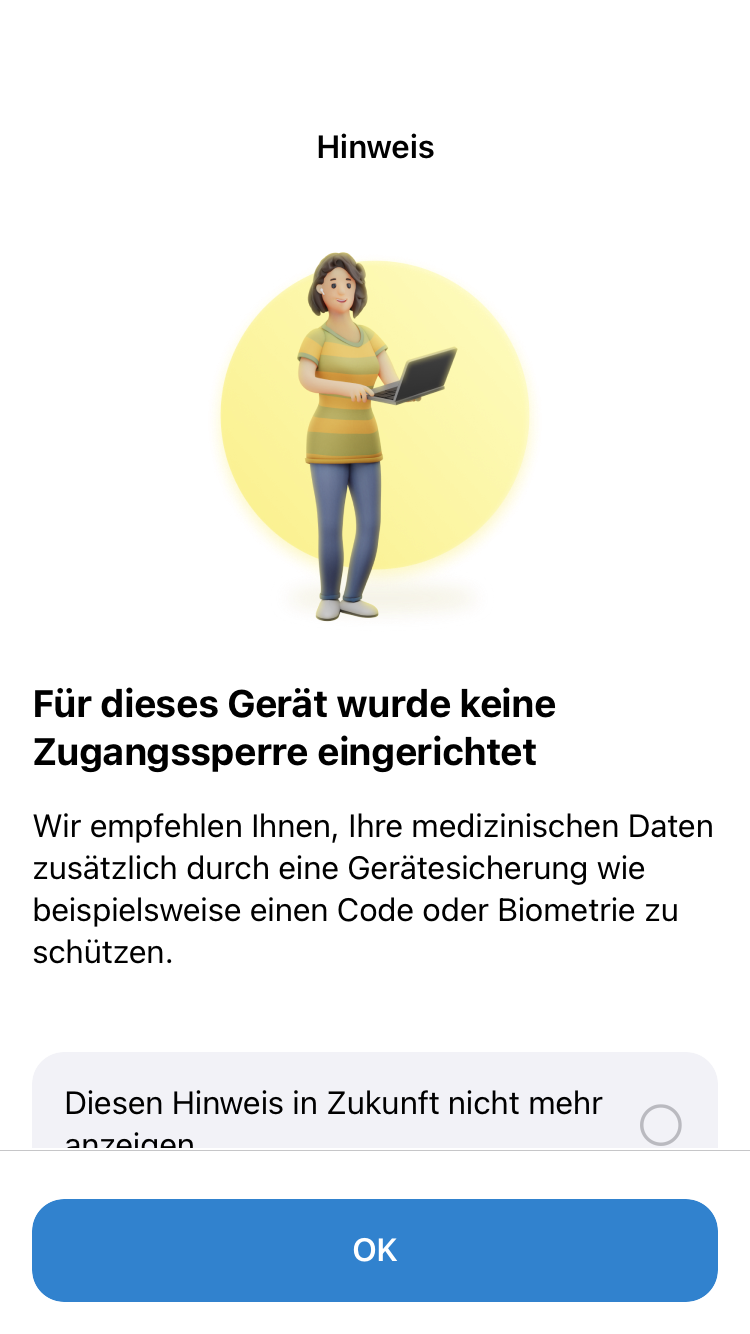 Hinweis
Für dieses Gerät wurde keine
Zugangssperre eingerichtet
Wir empfehlen Ihnen, Ihre medizinischen Daten
zusätzlich durch eine Gerätesicherung wie
beispielsweise einen Code oder Biometrie zu
schützen.
Diesen Hinweis in Zukunft nicht mehr
anzeigen
OK